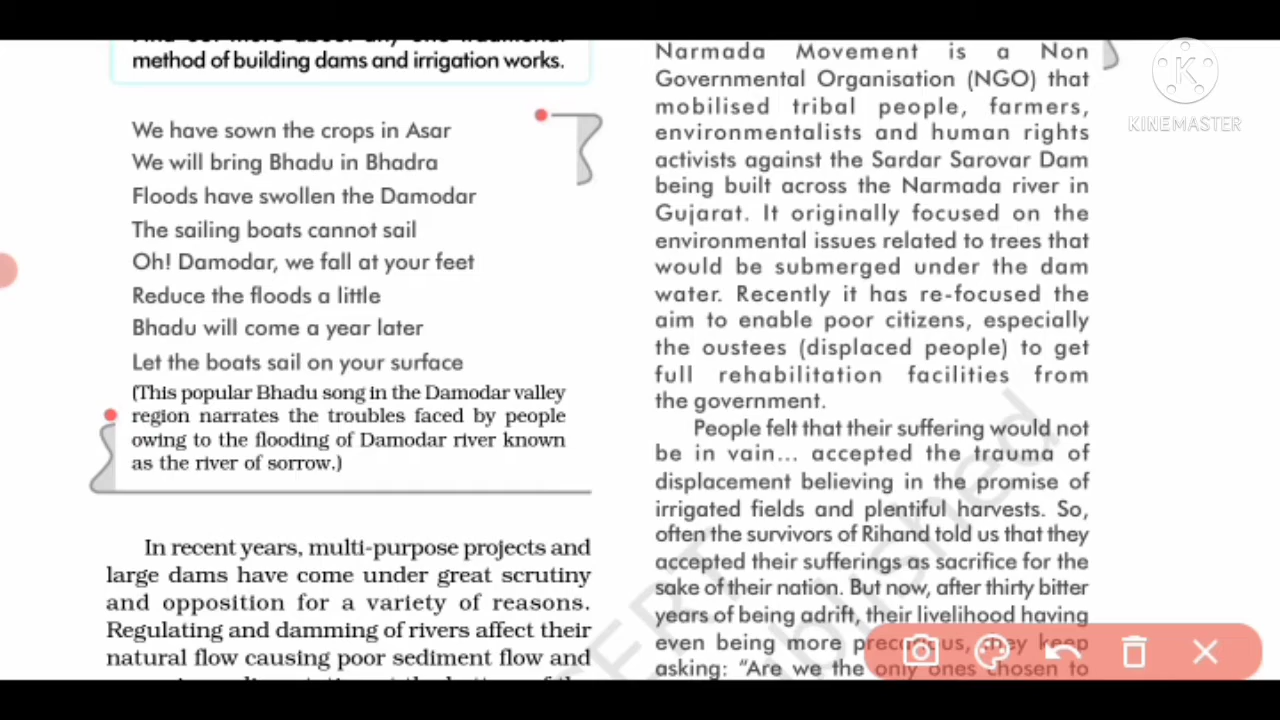 method of building dams and irrigation works.
We have sown the crops in Asar
We will bring Bhadu in Bhadra
Floods have swollen the Damodar
The sailing boats cannot sail
Oh! Damodar, we fall at your feet
Reduce the floods a little
Bhadu will come a year later
Let the boats sail on your surface
(This popular Bhadu song in the Damodar valley
region narrates the troubles faced by people
owing to the flooding of Damodar river known
as the river of sorrow.)
In recent years, multi-purpose projects and
large dams have come under great scrutiny
and opposition for a variety of reasons.
Regulating and damming of rivers affect their
natural flow causing poor sediment flow and
Narmada Movement is a Non
Governmental Organisation (NGO) that
mobilised tribal people, farmers,
environmentalists and human rights
activists against the Sardar Sarovar Dam
being built across the Narmada river in
Gujarat. It originally focused on the
environmental issues related to trees that
would be submerged under the dam
water. Recently it has re-focused the
aim to enable poor citizens, especially
the oustees (displaced people) to get
full rehabilitation facilities from
the government.
People felt that their suffering would not
be in vain... accepted the trauma of
displacement believing in the promise of
irrigated fields and plentiful harvests. So,
often the survivors of Rihand told us that they
accepted their sufferings as sacrifice for the
sake of their nation. But now, after thirty bitter
years of being adrift, their livelihood having
even being more precarious, they keep
asking: "Are we the only ones chosen to
KINEMASTER